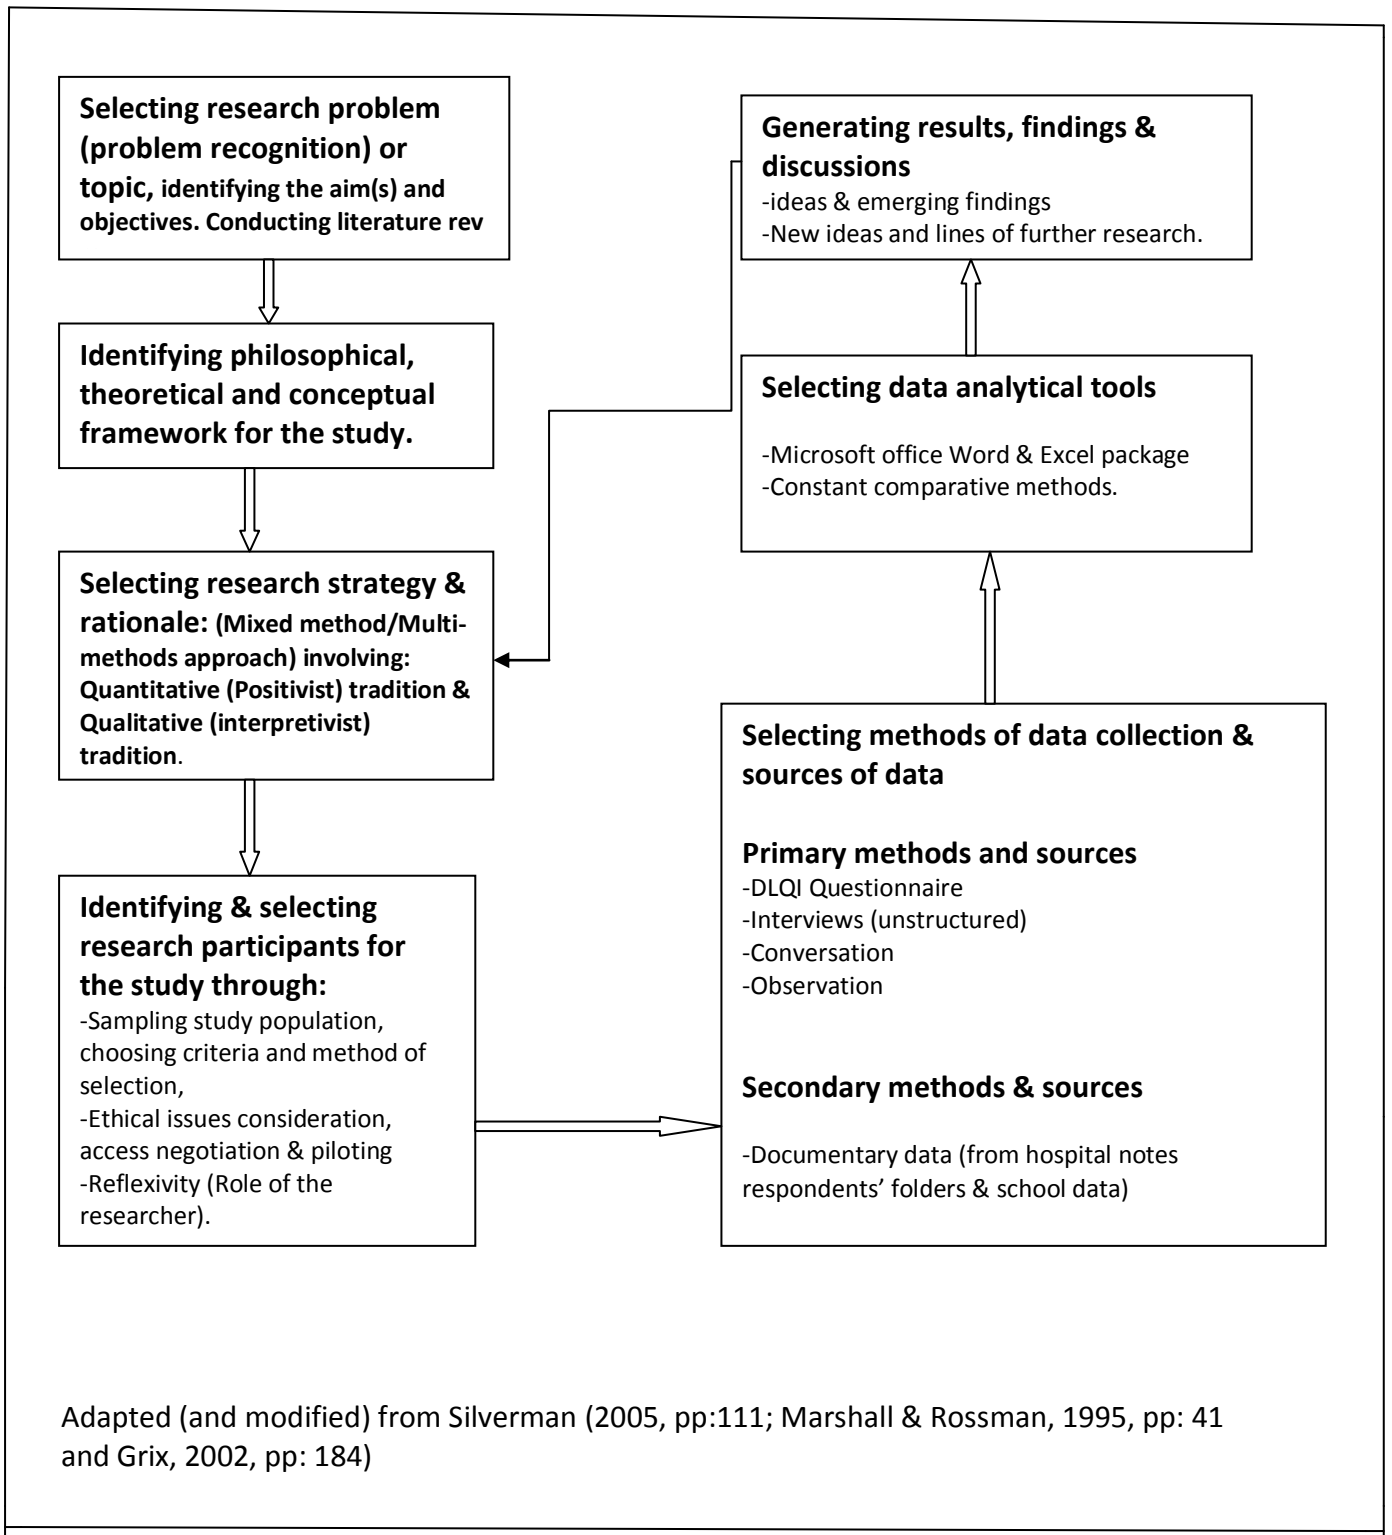 Selecting research problem
(problem recognition) or
topic, identifying the aim(s) and
objectives. Conducting literature rev
Identifying philosophical,
theoretical and conceptual
framework for the study.
Selecting research strategy &
rationale: (Mixed method/Multi-
methods approach) involving:
Quantitative (Positivist) tradition &
Qualitative (interpretivist)
tradition.
Identifying & selecting
research participants for
the study through:
-Sampling study population,
choosing criteria and method of
selection,
-Ethical issues consideration,
access negotiation & piloting
-Reflexivity (Role of the
researcher).
Generating results, findings &
discussions
-ideas & emerging findings
-New ideas and lines of further research.
Selecting data analytical tools
-Microsoft office Word & Excel package
-Constant comparative methods.
Selecting methods of data collection &
sources of data
Primary methods and sources
-DLQI Questionnaire
-Interviews (unstructured)
-Conversation
-Observation
Secondary methods & sources
-Documentary data (from hospital notes
respondents’ folders & school data)
Adapted (and modified) from Silverman (2005, pp:111; Marshall & Rossman, 1995, pp: 41
and Grix, 2002, pp: 184)